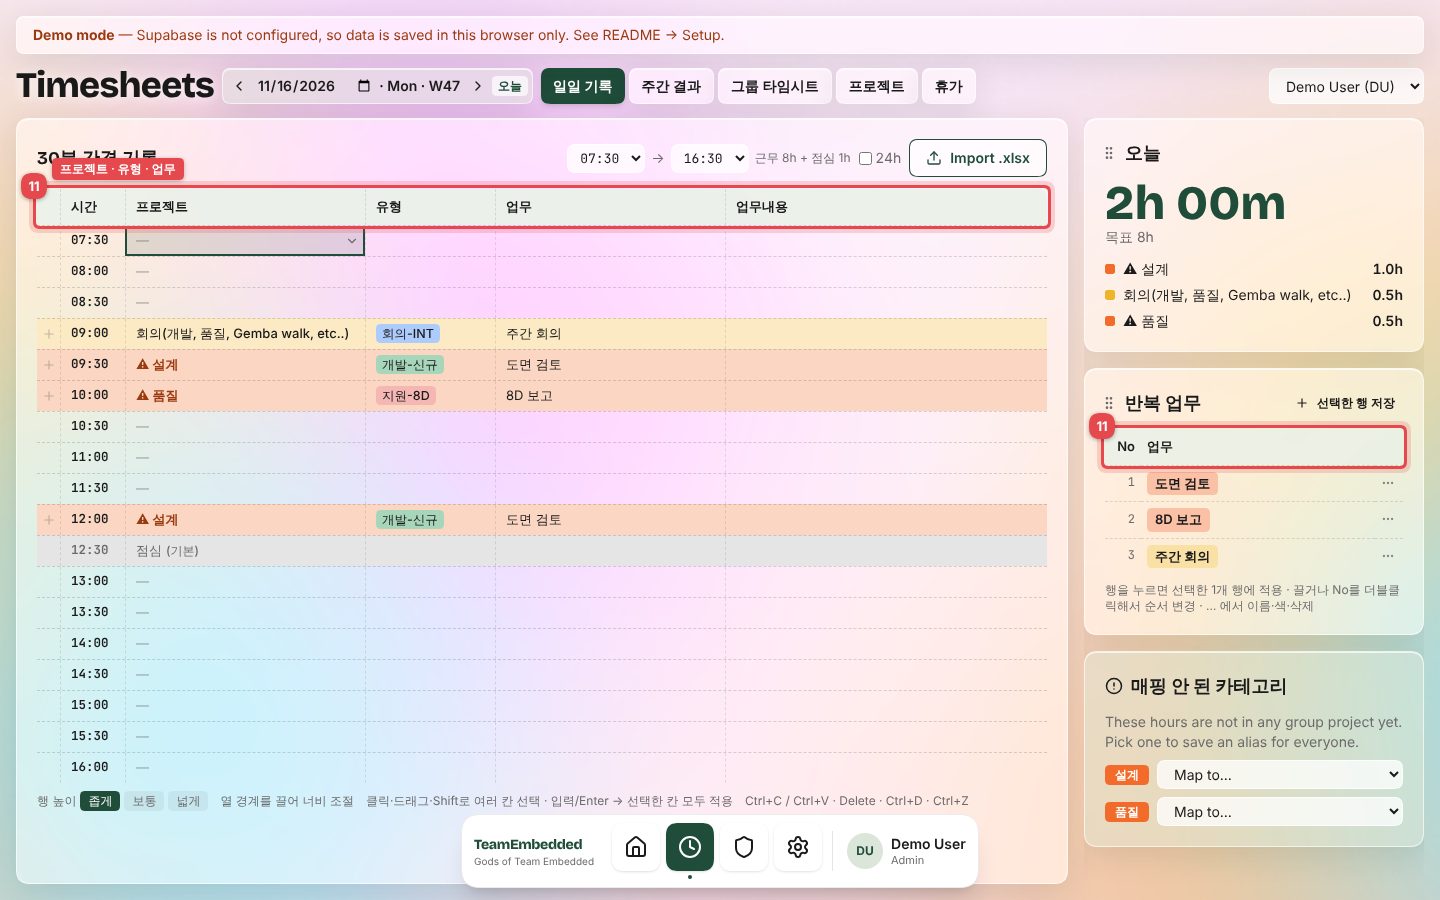 Demo mode — Supabase is not configured, so data is saved in this browser only. See README → Setup.
Timesheets
11/16/2026 · Mon · W47 오늘
일일 기록 주간 결과 그룹 타임시트 프로젝트 휴가
Demo User (DU)
30분 간격 기록
07:30 → 16:30 근무 8h + 점심 1h 24h Import .xlsx
프로젝트 · 유형 · 업무
11
시간 프로젝트 유형 업무 업무내용
07:30 —
08:00 —
08:30 —
+ 09:00 회의(개발, 품질, Gemba walk, etc..) 회의-INT 주간 회의
+ 09:30 ⚠ 설계 개발-신규 도면 검토
+ 10:00 ⚠ 품질 지원-8D 8D 보고
10:30 —
11:00 —
11:30 —
+ 12:00 ⚠ 설계 개발-신규 도면 검토
12:30 점심 (기본)
13:00 —
13:30 —
14:00 —
14:30 —
15:00 —
15:30 —
16:00 —
행 높이 좁게 보통 넓게 열 경계를 끌어 너비 조절 클릭·드래그·Shift로 여러 칸 선택 · 입력/Enter → 선택한 칸 모두 적용 Ctrl+C / Ctrl+V · Delete · Ctrl+D · Ctrl+Z
오늘
2h 00m
목표 8h
⚠ 설계 1.0h
회의(개발, 품질, Gemba walk, etc..) 0.5h
⚠ 품질 0.5h
반복 업무 + 선택한 행 저장
11
No 업무
1 도면 검토 ···
2 8D 보고 ···
3 주간 회의 ···
행을 누르면 선택한 1개 행에 적용 · 끌거나 No를 더블클
릭해서 순서 변경 · … 에서 이름·색·삭제
매핑 안 된 카테고리
These hours are not in any group project yet.
Pick one to save an alias for everyone.
설계 Map to...
품질 Map to...
TeamEmbedded
Gods of Team Embedded
DU
Demo User
Admin